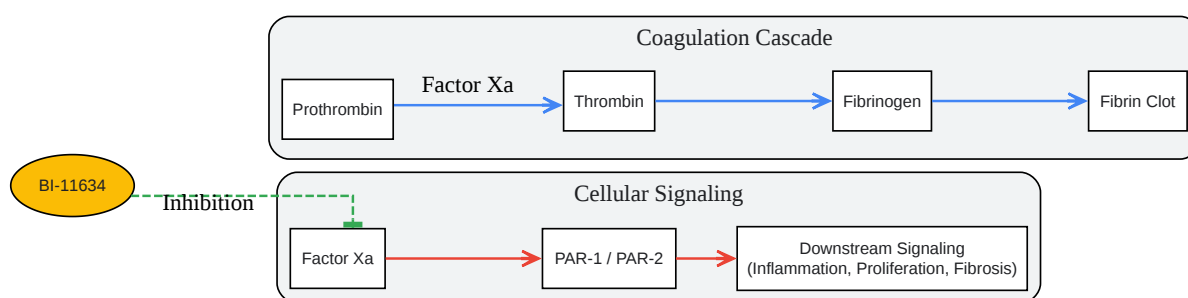 Coagulation Cascade
Factor Xa
Prothrombin
Thrombin
Fibrinogen
Fibrin Clot
BI-11634
Inhibition
Cellular Signaling
Factor Xa
PAR-1 / PAR-2
Downstream Signaling
(Inflammation, Proliferation, Fibrosis)